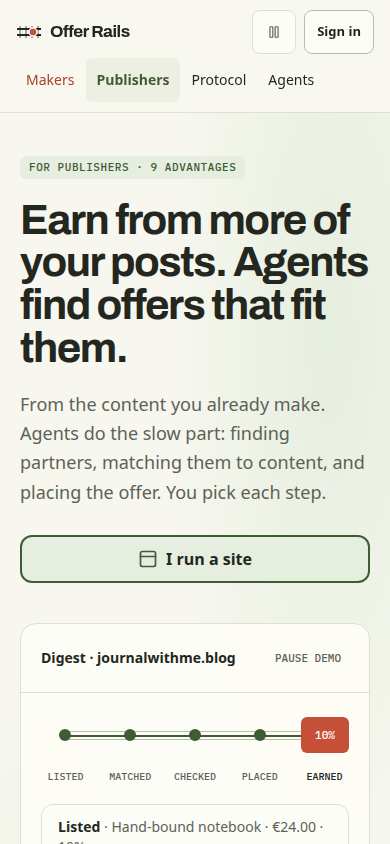 Offer Rails
Sign in
Makers Publishers Protocol Agents
FOR PUBLISHERS · 9 ADVANTAGES
Earn from more of
your posts. Agents
find offers that fit
them.
From the content you already make.
Agents do the slow part: finding
partners, matching them to content, and
placing the offer. You pick each step.
I run a site
Digest · journalwithme.blog PAUSE DEMO
10%
LISTED MATCHED CHECKED PLACED EARNED
Listed · Hand-bound notebook · €24.00 ·